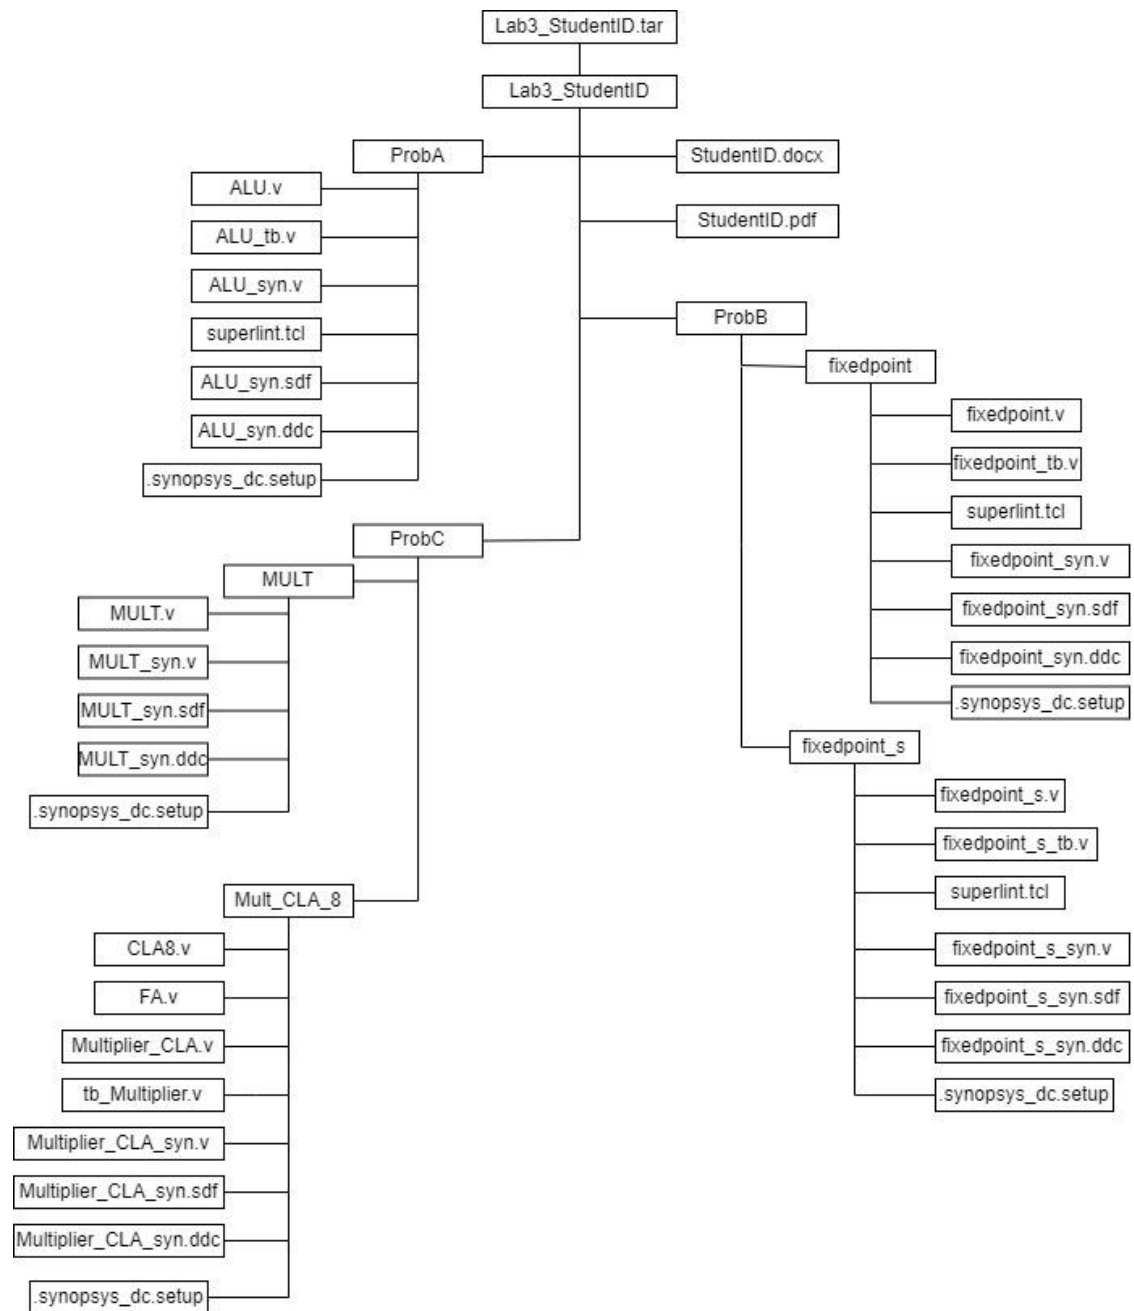 Lab3_StudentID.tar
Lab3_StudentID
ProbA
StudentID.docx
ALU.v
ALU_tb.v
StudentID.pdf
ALU_syn.v
superlint.tcl
ALU_syn.sdf
ALU_syn.ddc
.synopsys_dc.setup
ProbB
fixedpoint
fixedpoint.v
fixedpoint_tb.v
superlint.tcl
fixedpoint_syn.v
fixedpoint_syn.sdf
fixedpoint_syn.ddc
.synopsys_dc.setup
fixedpoint_s
fixedpoint_s.v
fixedpoint_s_tb.v
superlint.tcl
fixedpoint_s_syn.v
fixedpoint_s_syn.sdf
fixedpoint_s_syn.ddc
.synopsys_dc.setup
ProbC
MULT
MULT.v
MULT_syn.v
MULT_syn.sdf
MULT_syn.ddc
.synopsys_dc.setup
Mult_CLA_8
CLA8.v
FA.v
Multiplier_CLA.v
tb_Multiplier.v
Multiplier_CLA_syn.v
Multiplier_CLA_syn.sdf
Multiplier_CLA_syn.ddc
.synopsys_dc.setup